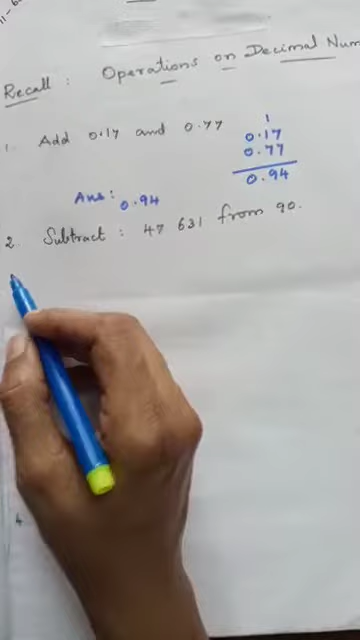 Recall : Operations on Decimal Num
1
1. Add 0.17 and 0.77 0.17
0.77
Ans: 0.94 0.94
2. Subtract : 47 631 from 90.
4